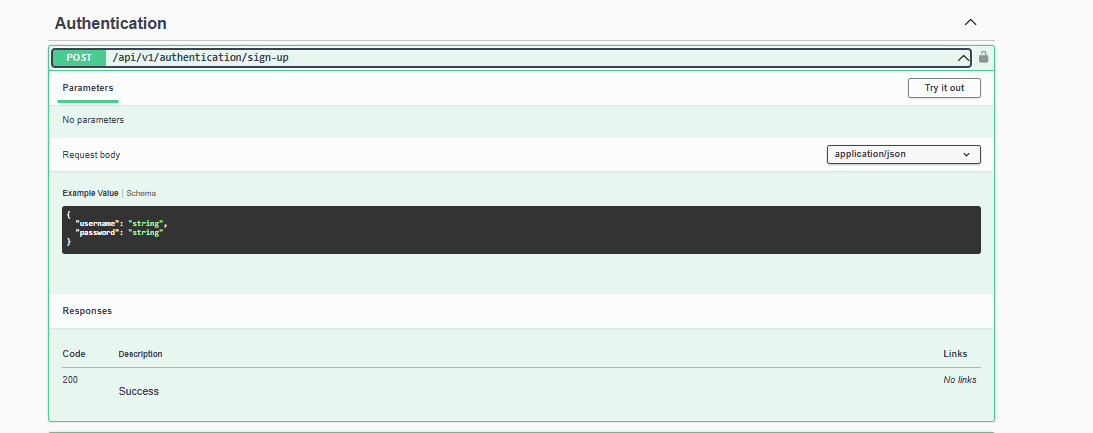 Authentication
POST /api/v1/authentication/sign-up
Parameters
Try it out
No parameters
Request body
application/json
Example Value | Schema
{
"username": "string",
"password": "string"
}
Responses
Code Description Links
200 Success No links